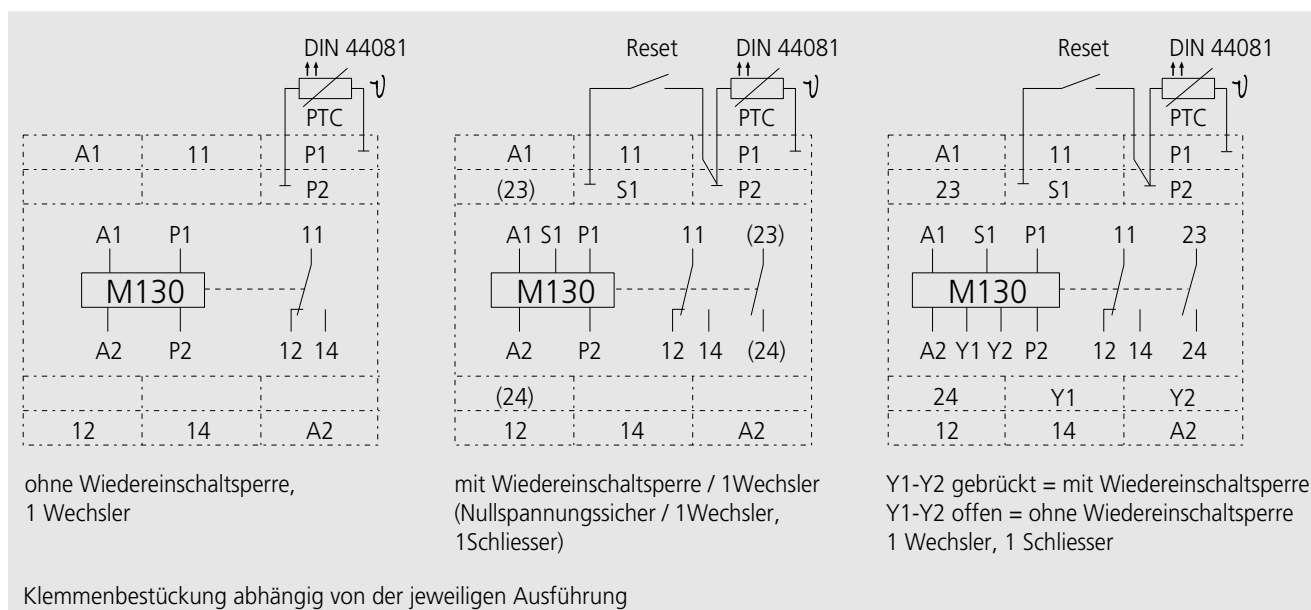 DIN 44081
ϑ
PTC
A1 11 P1
P2
A1 P1 11
M130
A2 P2 12 14
12 14 A2
ohne Wiedereinschaltsperre,
1 Wechsler
Reset DIN 44081
ϑ
PTC
A1 11 P1
(23) S1 P2
A1 S1 P1 11 (23)
M130
A2 P2 12 14 (24)
(24)
12 14 A2
mit Wiedereinschaltsperre / 1Wechsler
(Nullspannungssicher / 1Wechsler,
1Schliesser)
Reset DIN 44081
ϑ
PTC
A1 11 P1
23 S1 P2
A1 S1 P1 11 23
M130
A2 Y1 Y2 P2 12 14 24
24 Y1 Y2
12 14 A2
Y1-Y2 gebrückt = mit Wiedereinschaltsperre
Y1-Y2 offen = ohne Wiedereinschaltsperre
1 Wechsler, 1 Schliesser
Klemmenbestückung abhängig von der jeweiligen Ausführung